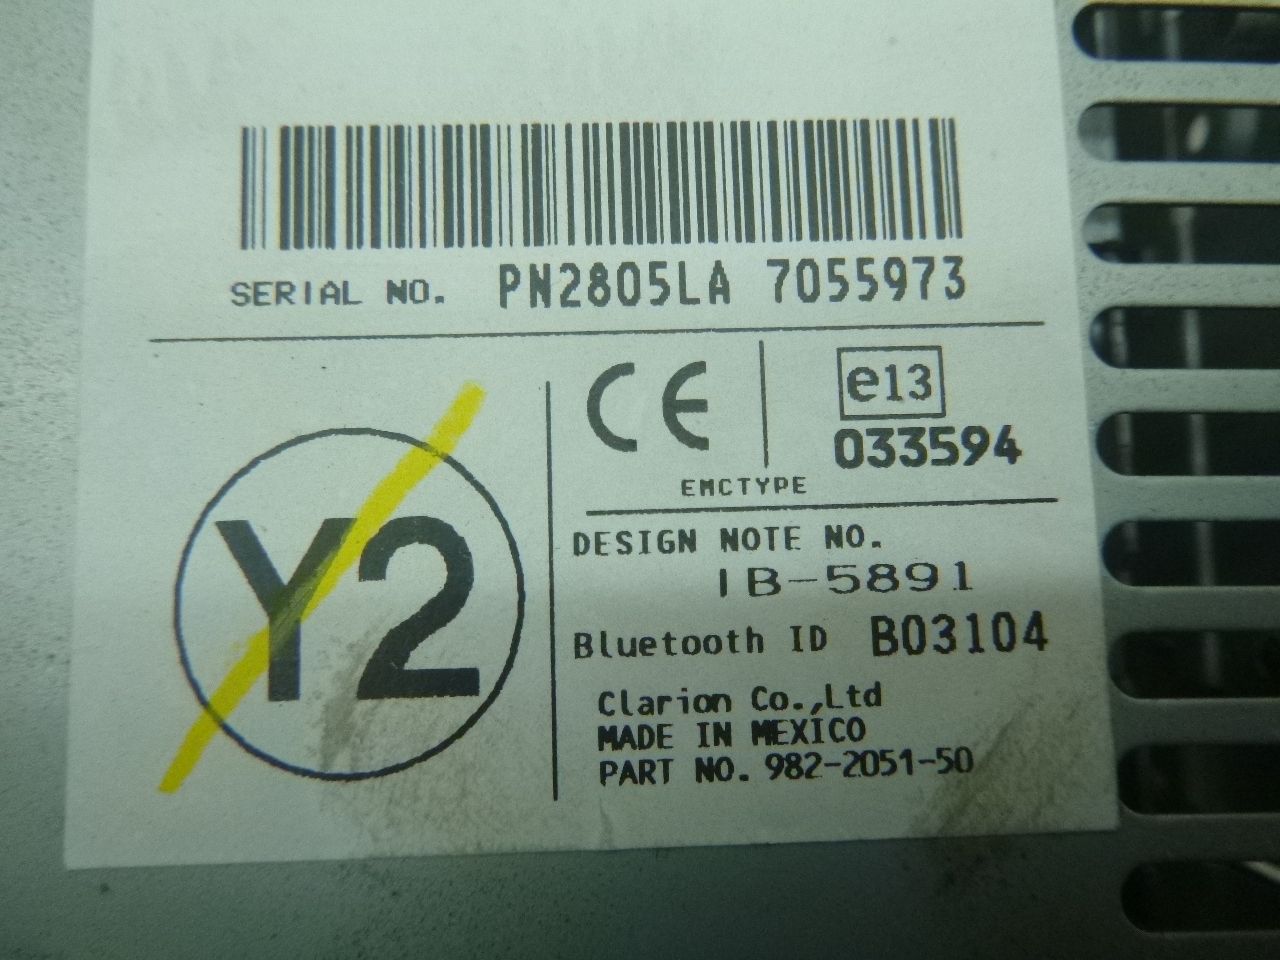 SERIAL NO. PN2805LA 7055973
Y2
CE
e13
033594
EMCTYPE
DESIGN NOTE NO.
IB-5891
Bluetooth ID B03104
Clarion Co.,Ltd
MADE IN MEXICO
PART NO. 982-2051-50